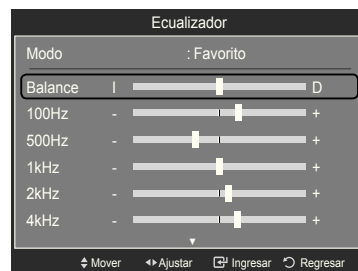 Ecualizador
Modo : Favorito
Balance I D
100Hz - +
500Hz - +
1kHz - +
2kHz - +
4kHz - +
Mover Ajustar Ingresar Regresar